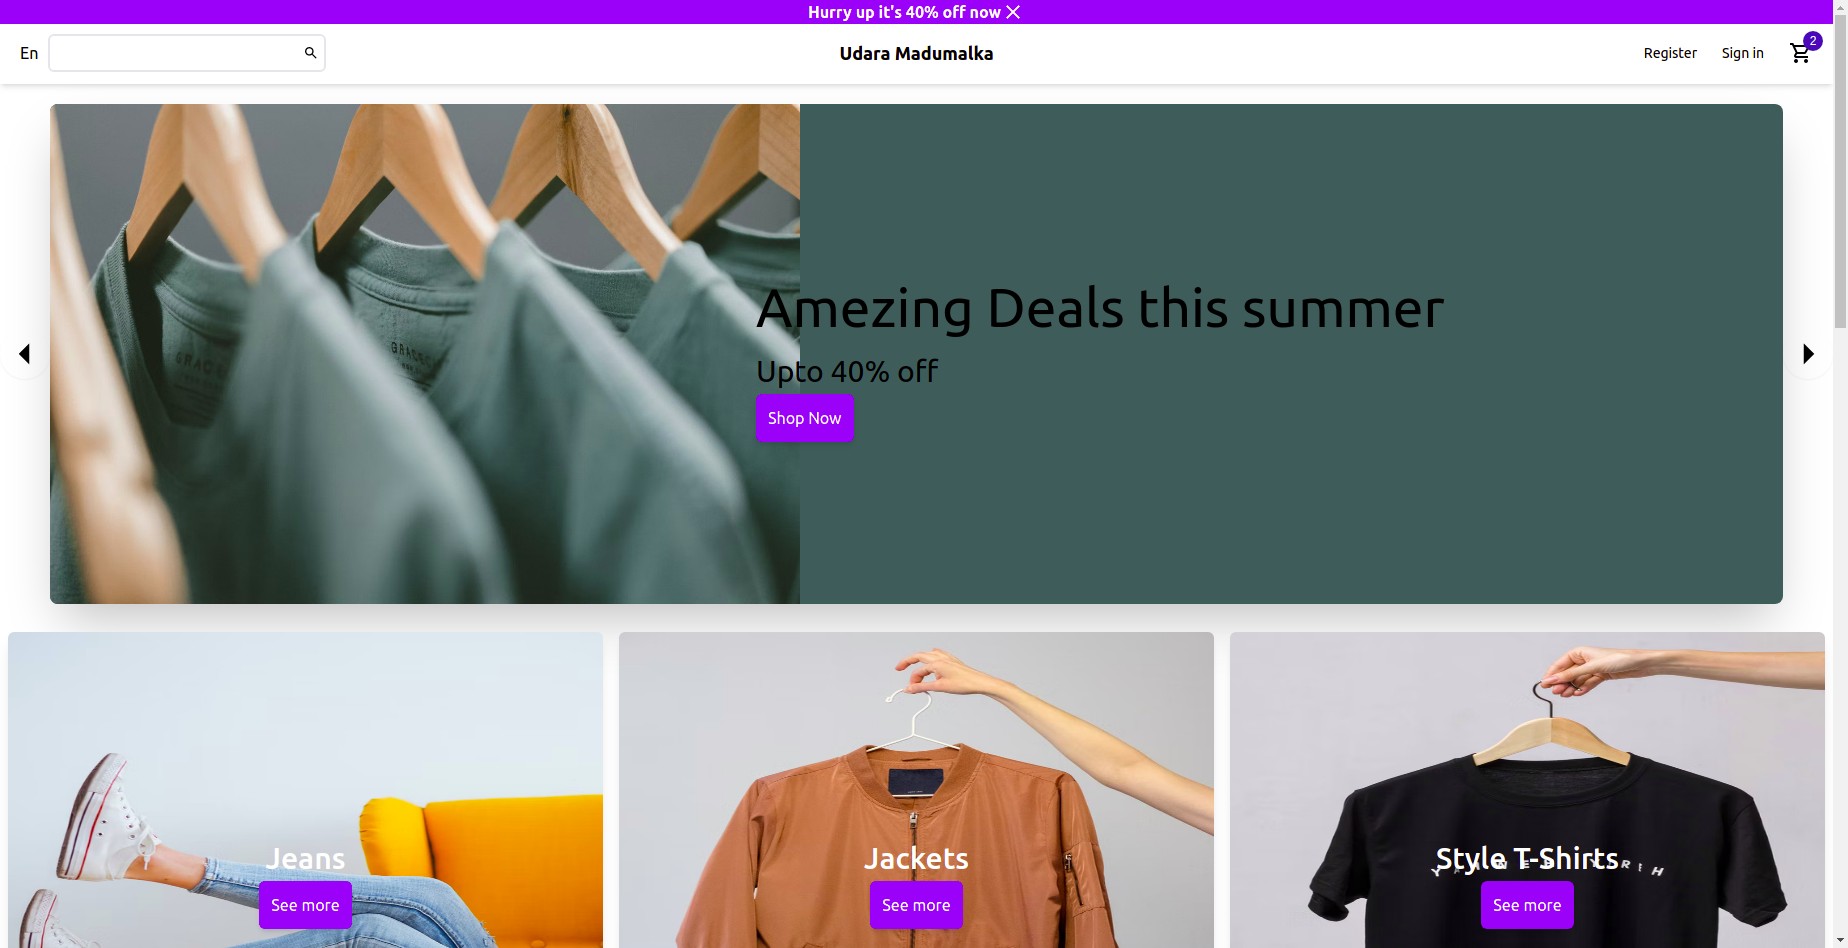 Hurry up it's 40% off now
En
Udara Madumalka
Register
Sign in
2
Amezing Deals this summer
Upto 40% off
Shop Now
Jeans
See more
Jackets
See more
Style T-Shirts
See more